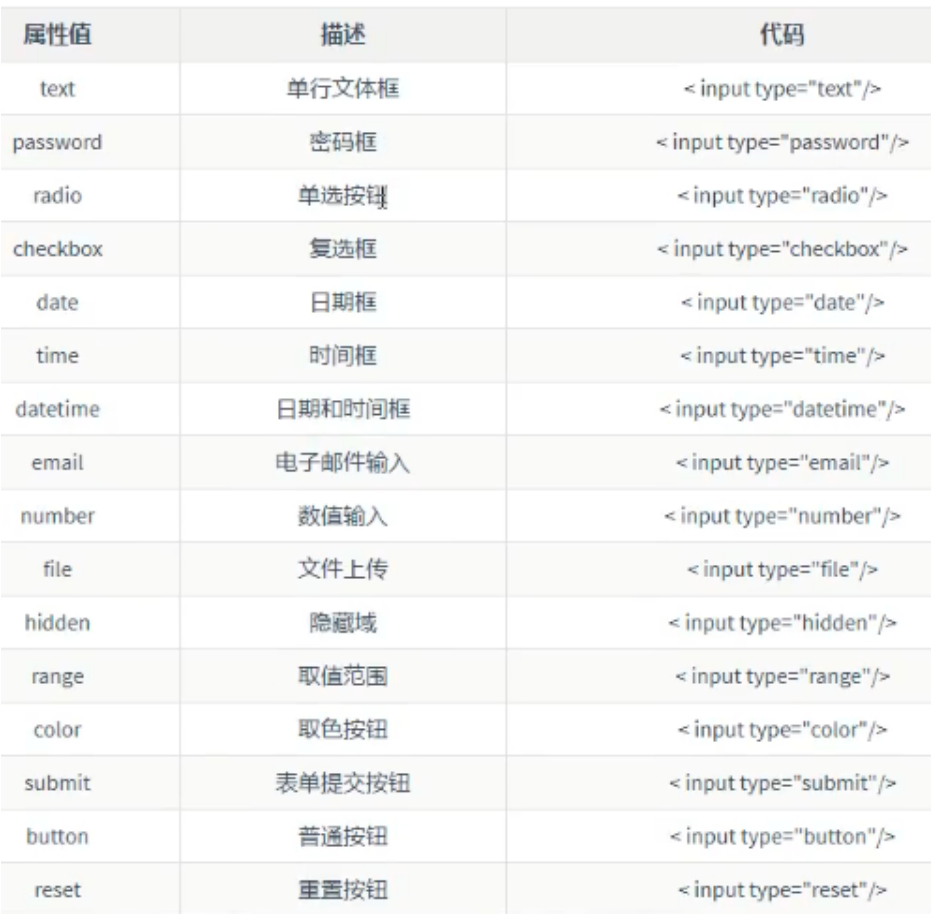 属性值 描述 代码
text 单行文体框 < input type="text"/>
password 密码框 < input type="password"/>
radio 单选按钮 < input type="radio"/>
checkbox 复选框 < input type="checkbox"/>
date 日期框 < input type="date"/>
time 时间框 < input type="time"/>
datetime 日期和时间框 < input type="datetime"/>
email 电子邮件输入 < input type="email"/>
number 数值输入 < input type="number"/>
file 文件上传 < input type="file"/>
hidden 隐藏域 < input type="hidden"/>
range 取值范围 < input type="range"/>
color 取色按钮 < input type="color"/>
submit 表单提交按钮 < input type="submit"/>
button 普通按钮 < input type="button"/>
reset 重置按钮 < input type="reset"/>